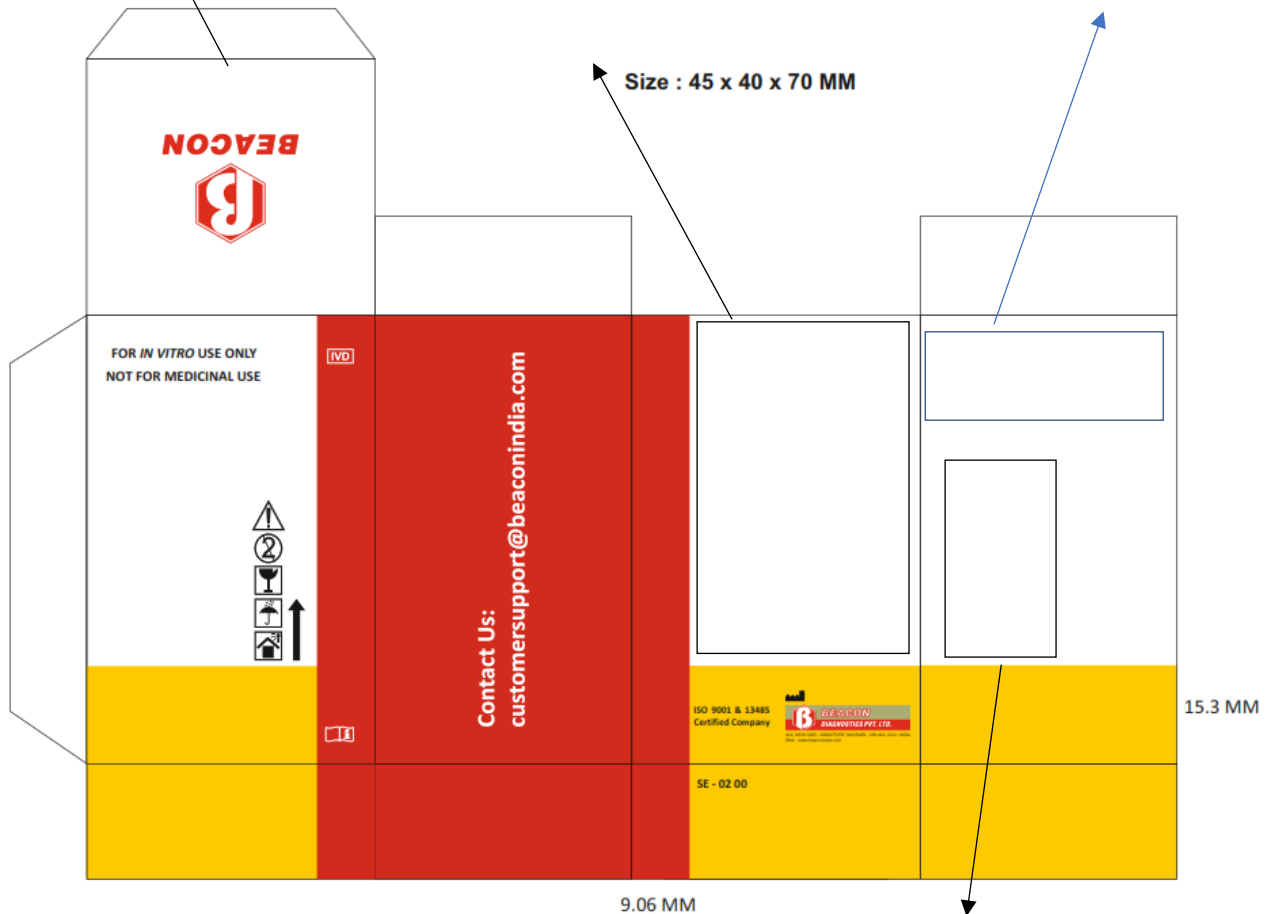 BEACON
Size : 45 x 40 x 70 MM
FOR IN VITRO USE ONLY
NOT FOR MEDICINAL USE
IVD
2
Contact Us:
customersupport@beaconindia.com
ISO 9001 & 13485
Certified Company
BEACON
DIAGNOSTICS PVT. LTD.
15.3 MM
SE - 02 00
9.06 MM